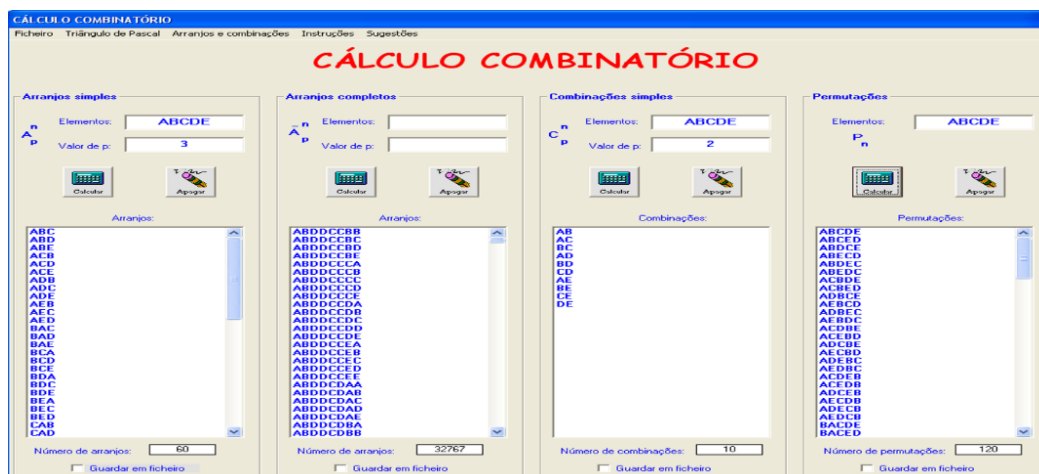 CÁLCULO COMBINATÓRIO
Ficheiro Triângulo de Pascal Arranjos e combinações Instruções Sugestões
CÁLCULO COMBINATÓRIO
Arranjos simples
n
A
p
Elementos: ABCDE
Valor de p: 3
Calcular Apagar
Arranjos:
ABC
ABD
ABE
ACB
ACD
ACE
ADB
ADC
ADE
AEB
AEC
AED
BAC
BAD
BAE
BCA
BCD
BCE
BDA
BDC
BDE
BEA
BEC
BED
CAB
CAD
Número de arranjos: 60
Guardar em ficheiro
Arranjos completos
n
A
p
Elementos:
Valor de p:
Calcular Apagar
Arranjos:
ABDDCCBB
ABDDCCBC
ABDDCCBD
ABDDCCBE
ABDDCCCA
ABDDCCCB
ABDDCCCC
ABDDCCCD
ABDDCCCE
ABDDCCDA
ABDDCCDB
ABDDCCDC
ABDDCCDD
ABDDCCDE
ABDDCCEA
ABDDCCEB
ABDDCCEC
ABDDCCED
ABDDCCEE
ABDDCDAA
ABDDCDAB
ABDDCDAC
ABDDCDAD
ABDDCDAE
ABDDCDBA
ABDDCDBB
Número de arranjos: 32767
Guardar em ficheiro
Combinações simples
n
C
p
Elementos: ABCDE
Valor de p: 2
Calcular Apagar
Combinações:
AB
AC
BC
AD
BD
CD
AE
BE
CE
DE
Número de combinações: 10
Guardar em ficheiro
Permutações
Elementos: ABCDE
P
n
Calcular Apagar
Permutações:
ABCDE
ABCED
ABDCE
ABECD
ABDEC
ABEDC
ACBDE
ACBED
ADBCE
AEBCD
ADBEC
AEBDC
ACDBE
ACEBD
ADCBE
AECBD
ADEBC
AEDBC
ACDEB
ACEDB
ADCEB
AECDB
ADECB
AEDCB
BACDE
BACED
Número de permutações: 120
Guardar em ficheiro